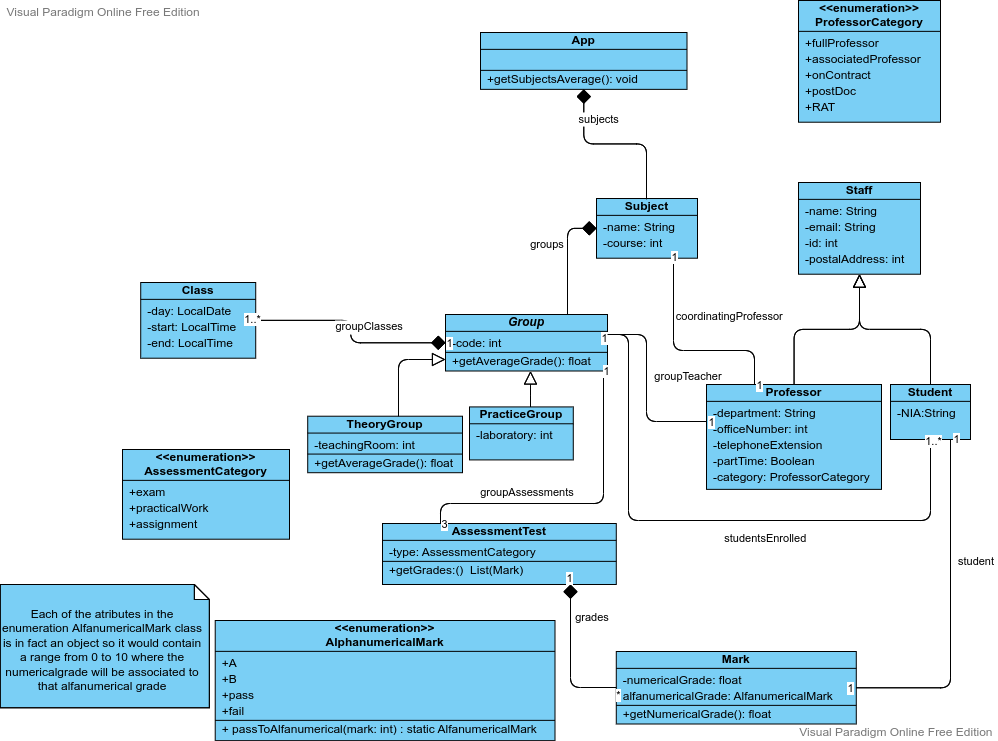 Visual Paradigm Online Free Edition
<<enumeration>>
ProfessorCategory
+fullProfessor
+associatedProfessor
+onContract
+postDoc
+RAT
App
+getSubjectsAverage(): void
subjects
Subject
-name: String
-course: int
1
groups
Staff
-name: String
-email: String
-id: int
-postalAddress: int
Class
-day: LocalDate
-start: LocalTime
-end: LocalTime
1..*
groupClasses
1
Group
-code: int
+getAverageGrade(): float
1
1
coordinatingProfessor
1
groupTeacher
1
Professor
-department: String
-officeNumber: int
-telephoneExtension
-partTime: Boolean
-category: ProfessorCategory
Student
-NIA:String
1..*
1
TheoryGroup
-teachingRoom: int
+getAverageGrade(): float
PracticeGroup
-laboratory: int
<<enumeration>>
AssessmentCategory
+exam
+practicalWork
+assignment
groupAssessments
3
AssessmentTest
-type: AssessmentCategory
+getGrades:() List(Mark)
1
studentsEnrolled
student
grades
Each of the atributes in the
enumeration AlfanumericalMark class
is in fact an object so it would contain
a range from 0 to 10 where the
numericalgrade will be associated to
that alfanumerical grade
<<enumeration>>
AlphanumericalMark
+A
+B
+pass
+fail
+ passToAlfanumerical(mark: int) : static AlfanumericalMark
Mark
-numericalGrade: float
alfanumericalGrade: AlfanumericalMark
+getNumericalGrade(): float
*
1
Visual Paradigm Online Free Edition